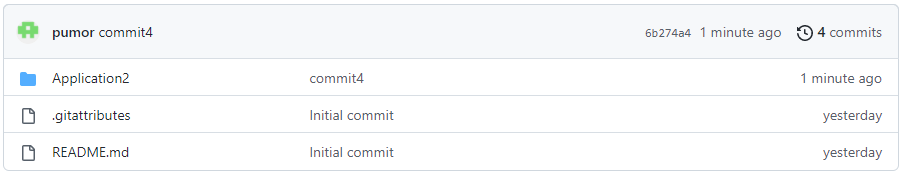 pumor commit4 6b274a4 1 minute ago 4 commits
Application2 commit4 1 minute ago
.gitattributes Initial commit yesterday
README.md Initial commit yesterday